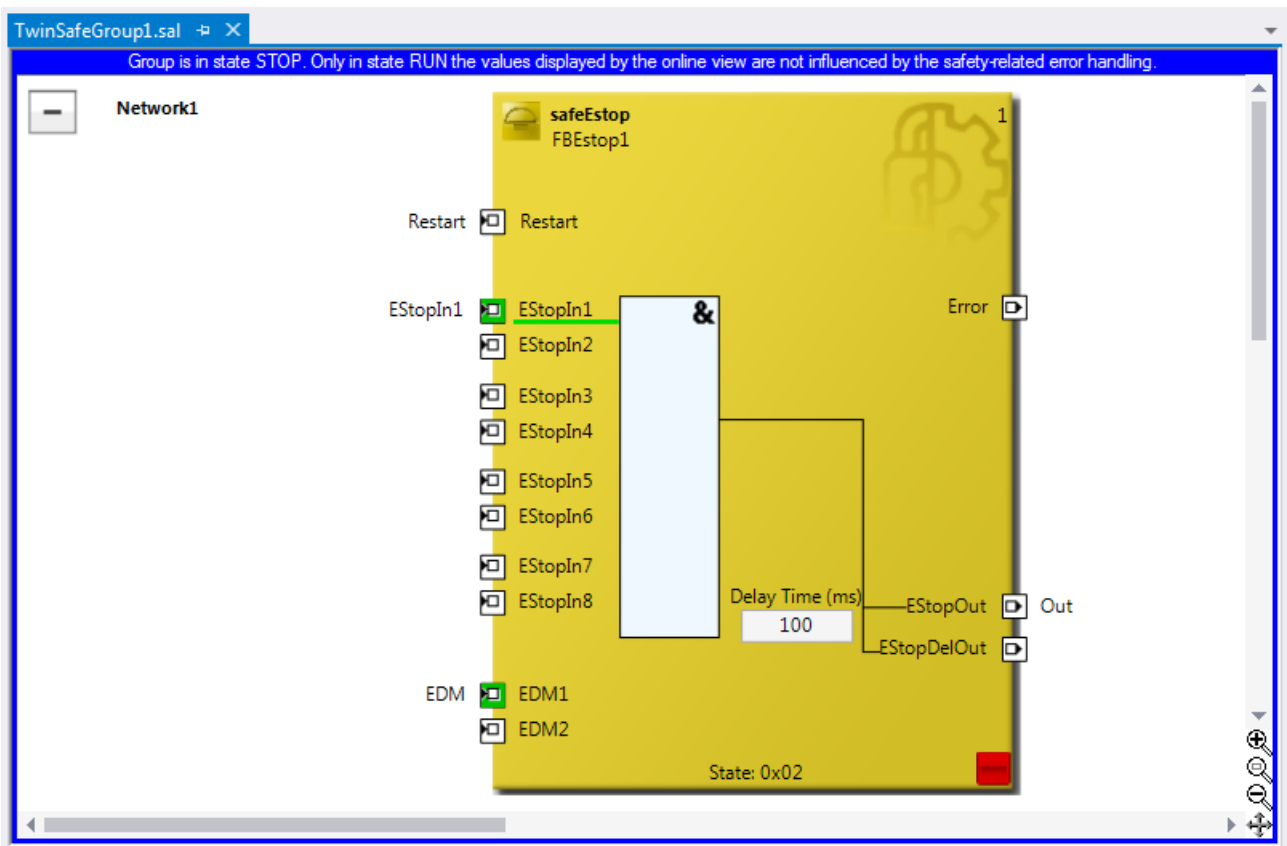 TwinSafeGroup1.sal
Group is in state STOP. Only in state RUN the values displayed by the online view are not influenced by the safety-related error handling.
Network1
safeEstop
1
FBEstop1
Restart Restart
EStopIn1 EStopIn1 & Error
EStopIn2
EStopIn3
EStopIn4
EStopIn5
EStopIn6
EStopIn7
EStopIn8
Delay Time (ms)
100
EStopOut Out
EStopDelOut
EDM EDM1
EDM2
State: 0x02